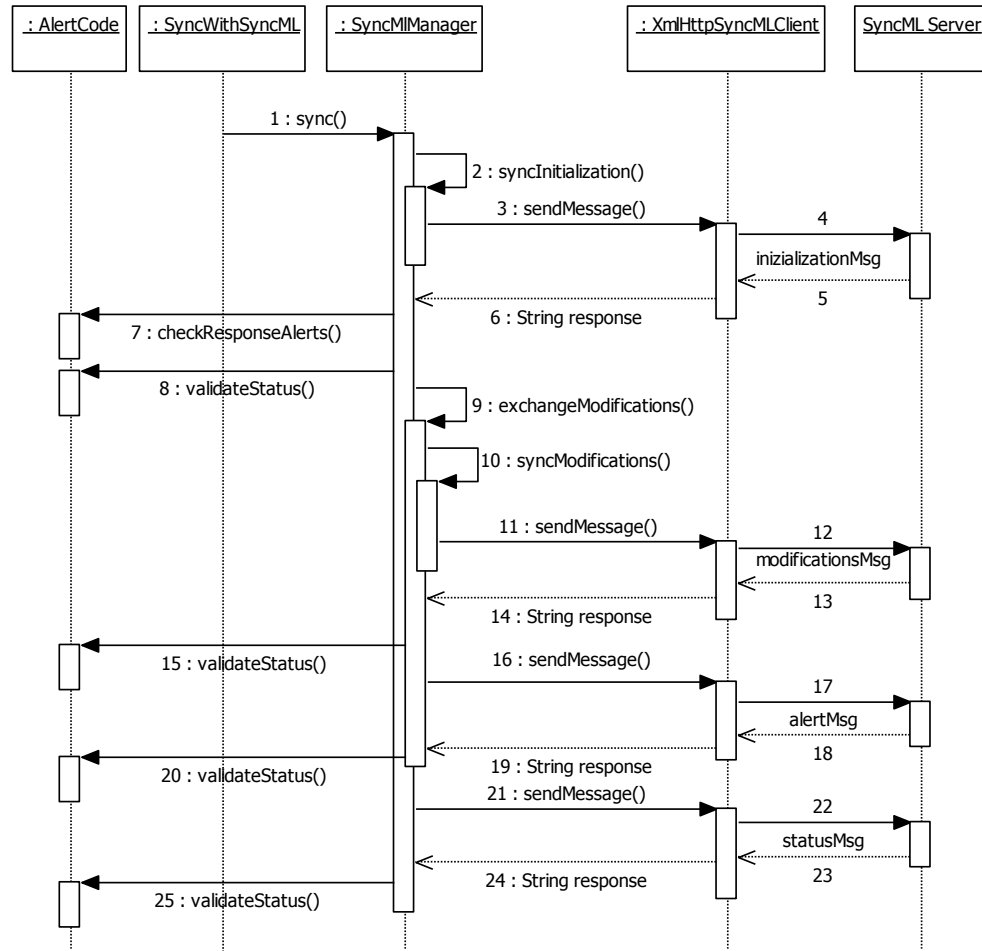 : AlertCode
: SyncWithSyncML
: SyncMlManager
: XmlHttpSyncMLClient
SyncML Server
1 : sync()
2 : syncInitialization()
3 : sendMessage()
4
inizializationMsg
5
6 : String response
7 : checkResponseAlerts()
8 : validateStatus()
9 : exchangeModifications()
10 : syncModifications()
11 : sendMessage()
12
modificationsMsg
13
14 : String response
15 : validateStatus()
16 : sendMessage()
17
alertMsg
18
19 : String response
20 : validateStatus()
21 : sendMessage()
22
statusMsg
23
24 : String response
25 : validateStatus()